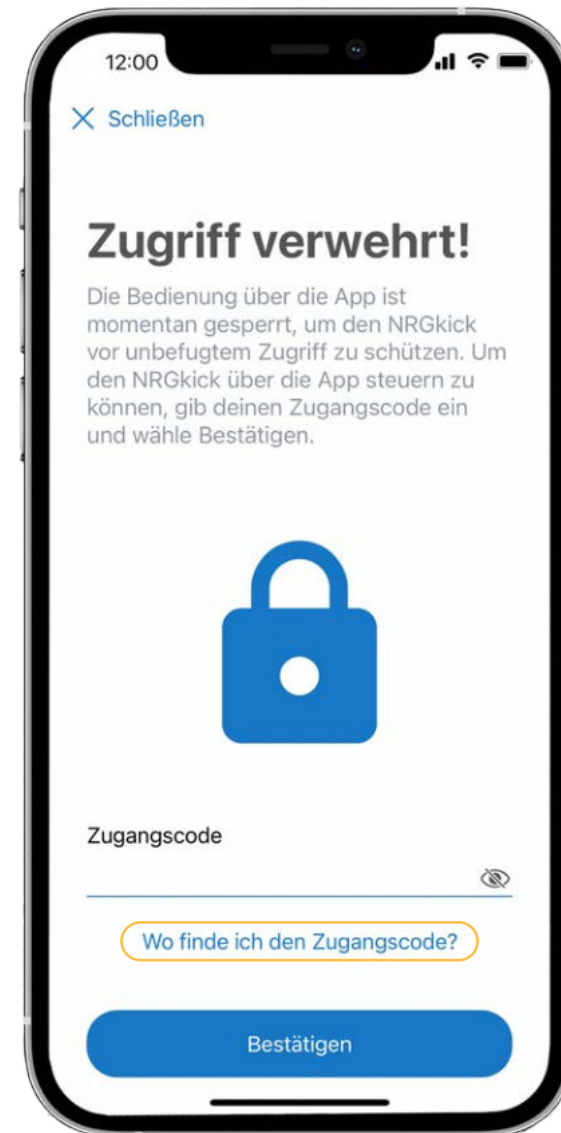 12:00
Schließen
Zugriff verwehrt!
Die Bedienung über die App ist
momentan gesperrt, um den NRGkick
vor unbefugtem Zugriff zu schützen. Um
den NRGkick über die App steuern zu
können, gib deinen Zugangscode ein
und wähle Bestätigen.
Zugangscode
Wo finde ich den Zugangscode?
Bestätigen